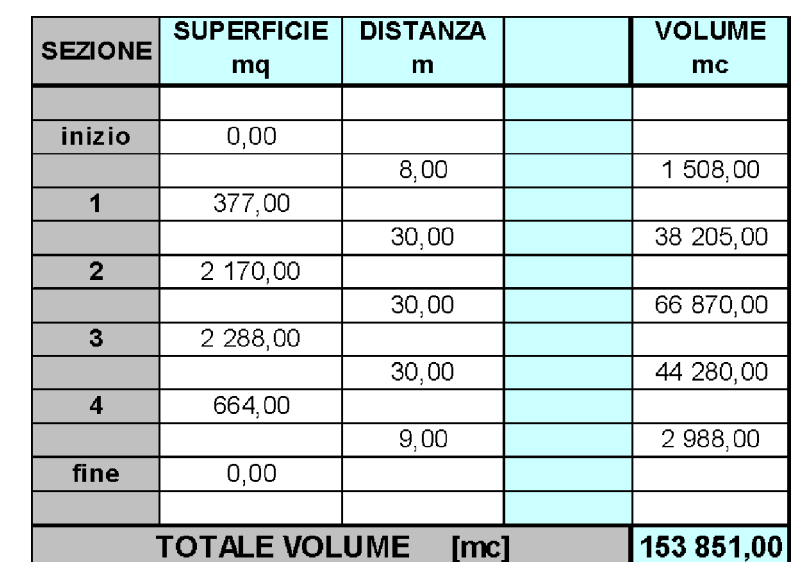 SEZIONE SUPERFICIE mq DISTANZA m VOLUME mc
inizio 0,00
8,00 1 508,00
1 377,00
30,00 38 205,00
2 2 170,00
30,00 66 870,00
3 2 288,00
30,00 44 280,00
4 664,00
9,00 2 988,00
fine 0,00
TOTALE VOLUME [mc] 153 851,00